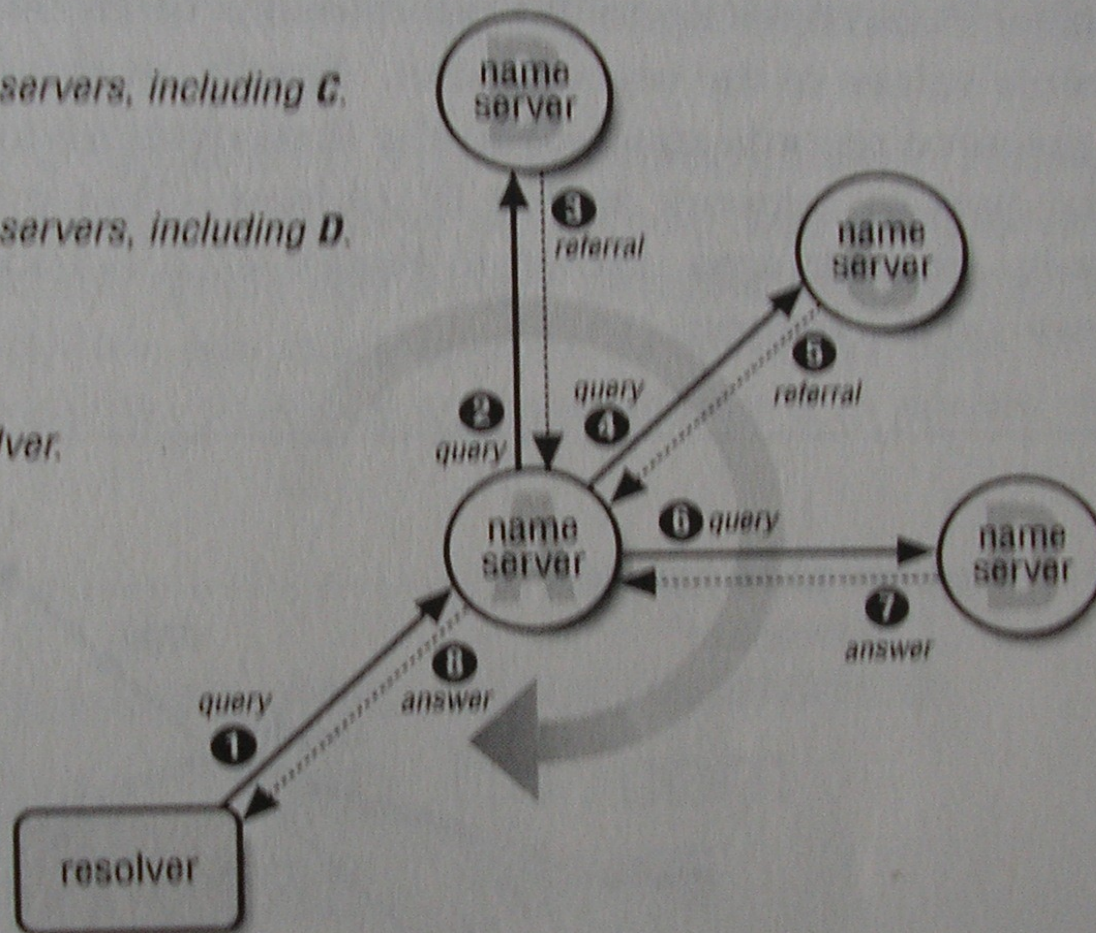 servers, including C.
servers, including D.
lver.
B
name
server
3
referral
C
name
server
5
referral
query
4
2
query
A
name
server
6 query
D
name
server
7
answer
8
answer
query
1
resolver